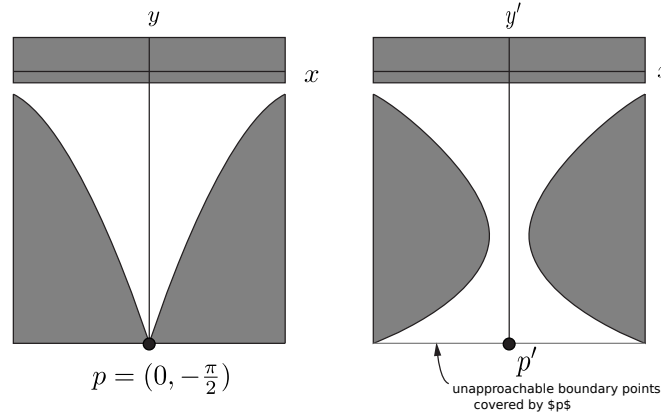 y
x
p = (0, −π/2)
y′
p′
unapproachable boundary points
covered by $p$